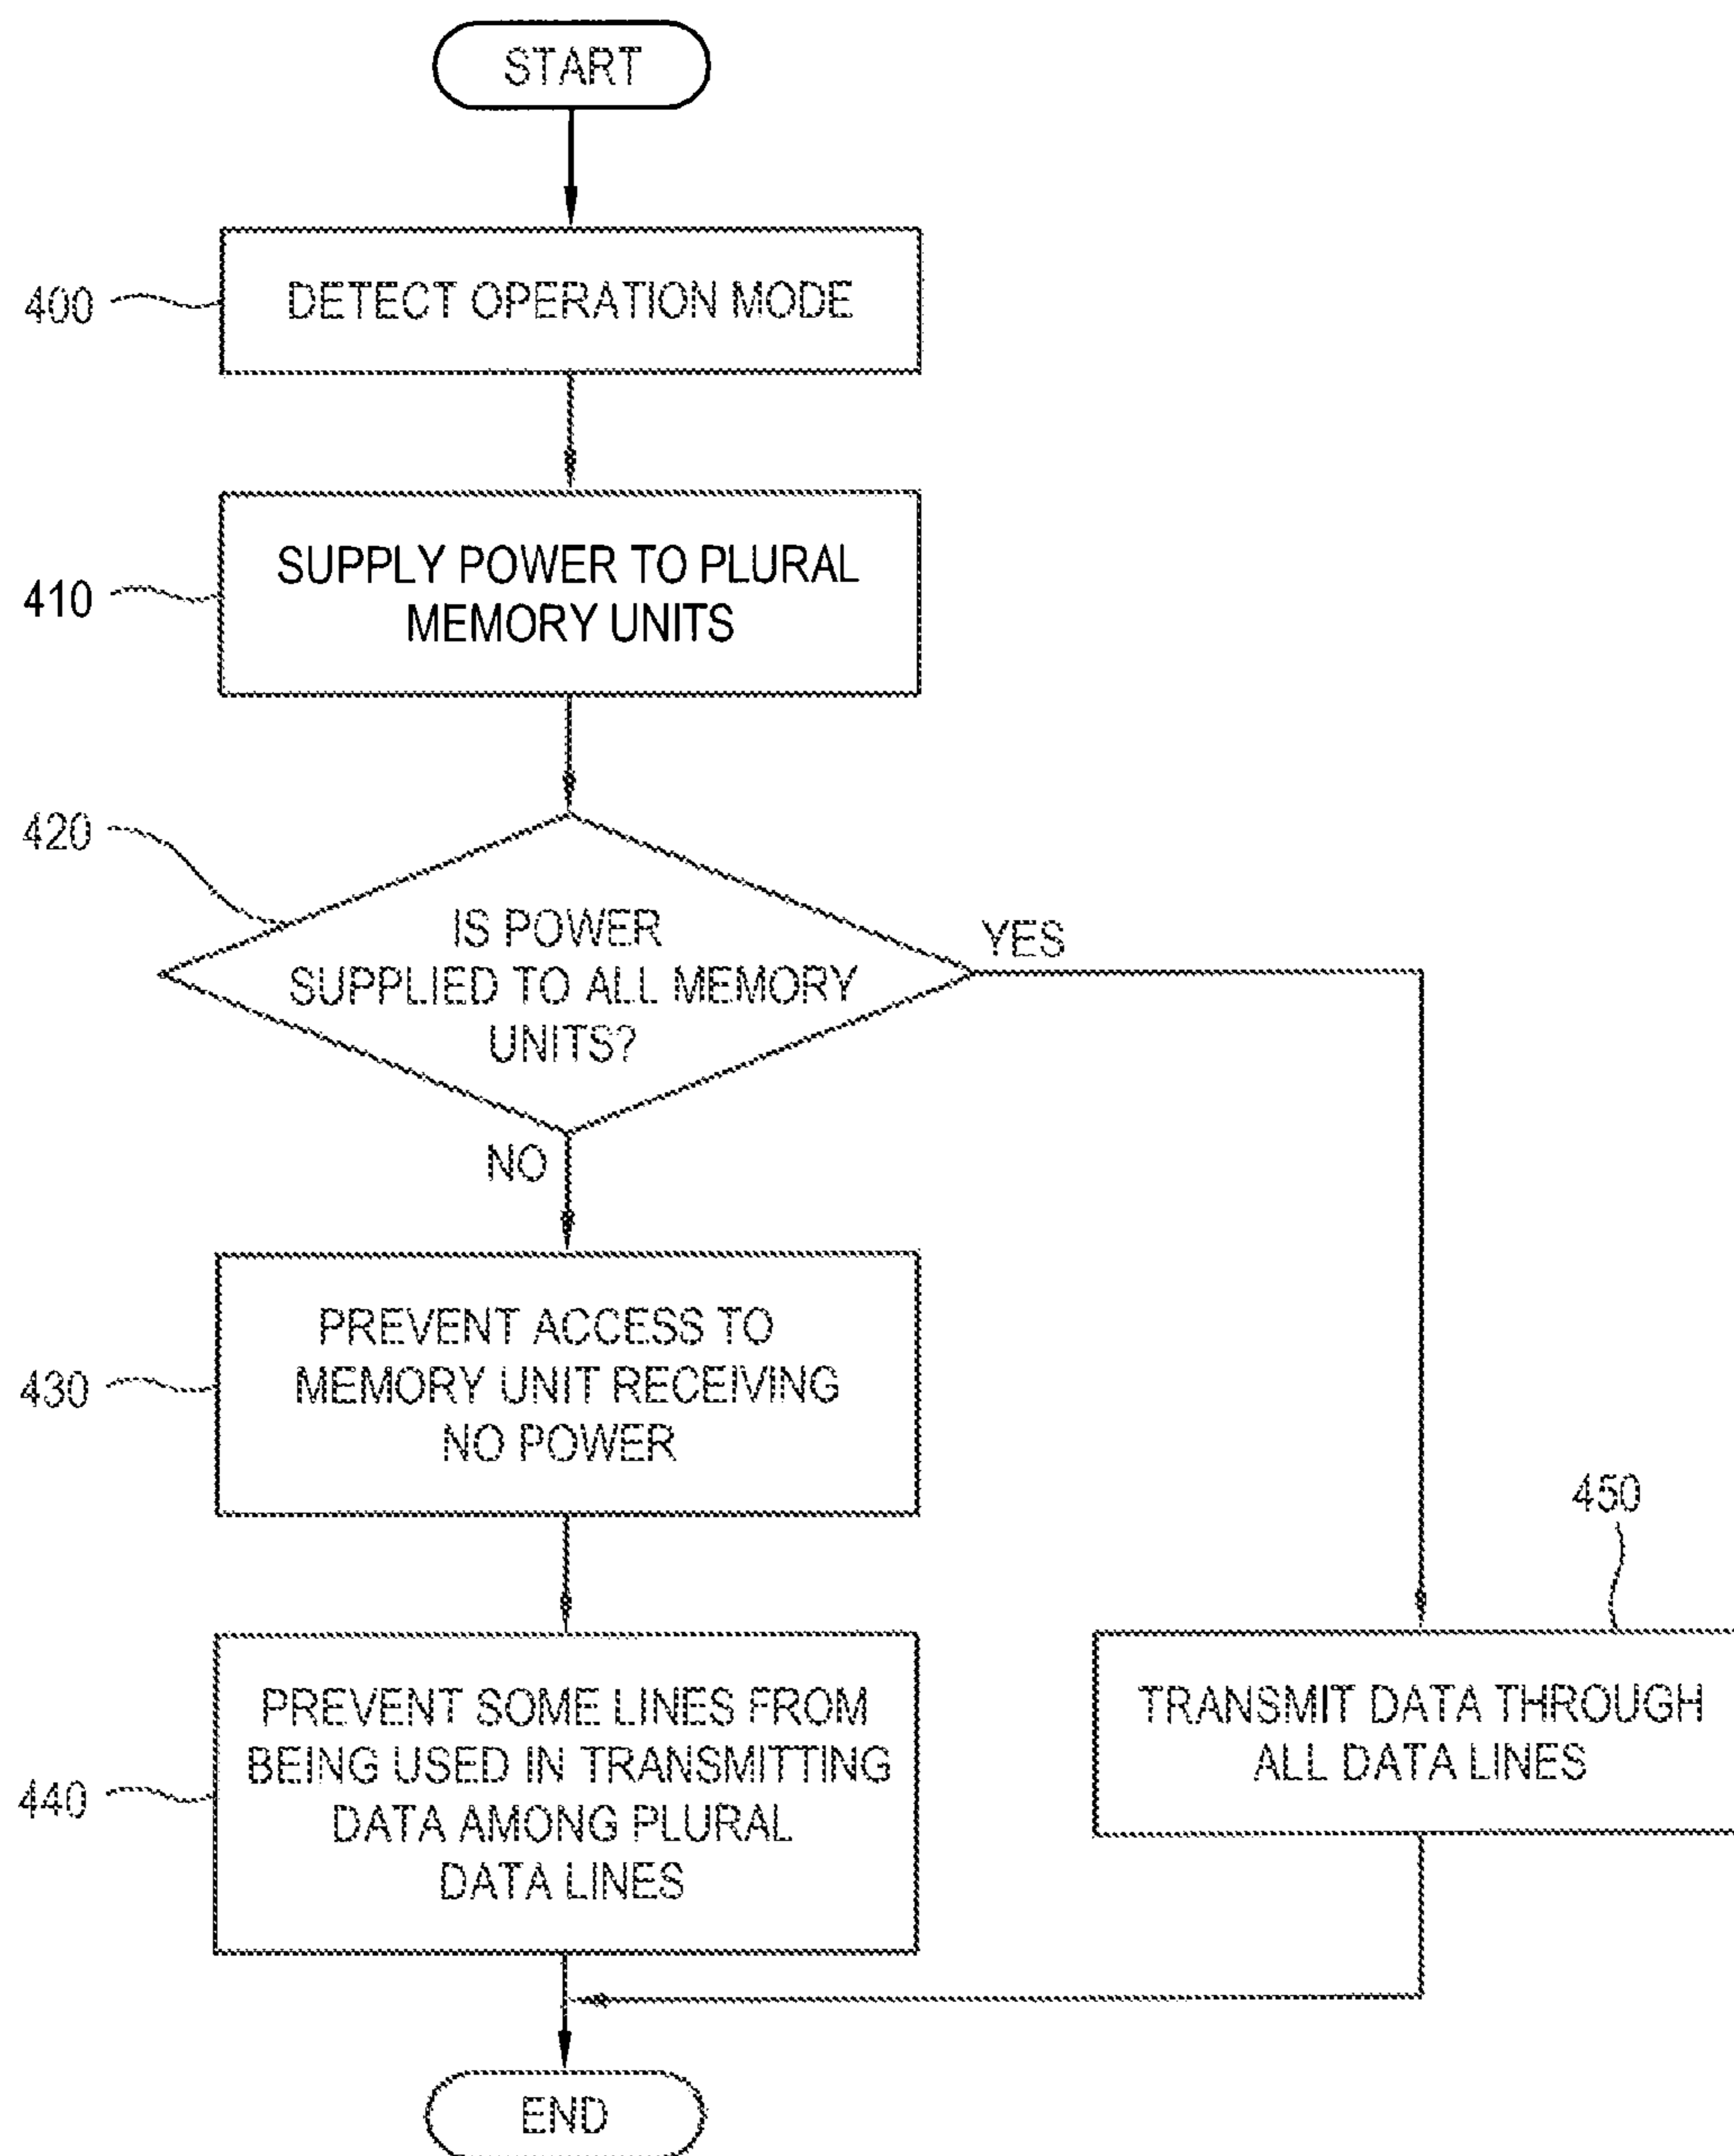 START
400
DETECT OPERATION MODE
410
SUPPLY POWER TO PLURAL
MEMORY UNITS
420
IS POWER
SUPPLIED TO ALL MEMORY
UNITS?
YES
NO
430
PREVENT ACCESS TO
MEMORY UNIT RECEIVING
NO POWER
440
PREVENT SOME LINES FROM
BEING USED IN TRANSMITTING
DATA AMONG PLURAL
DATA LINES
450
TRANSMIT DATA THROUGH
ALL DATA LINES
END